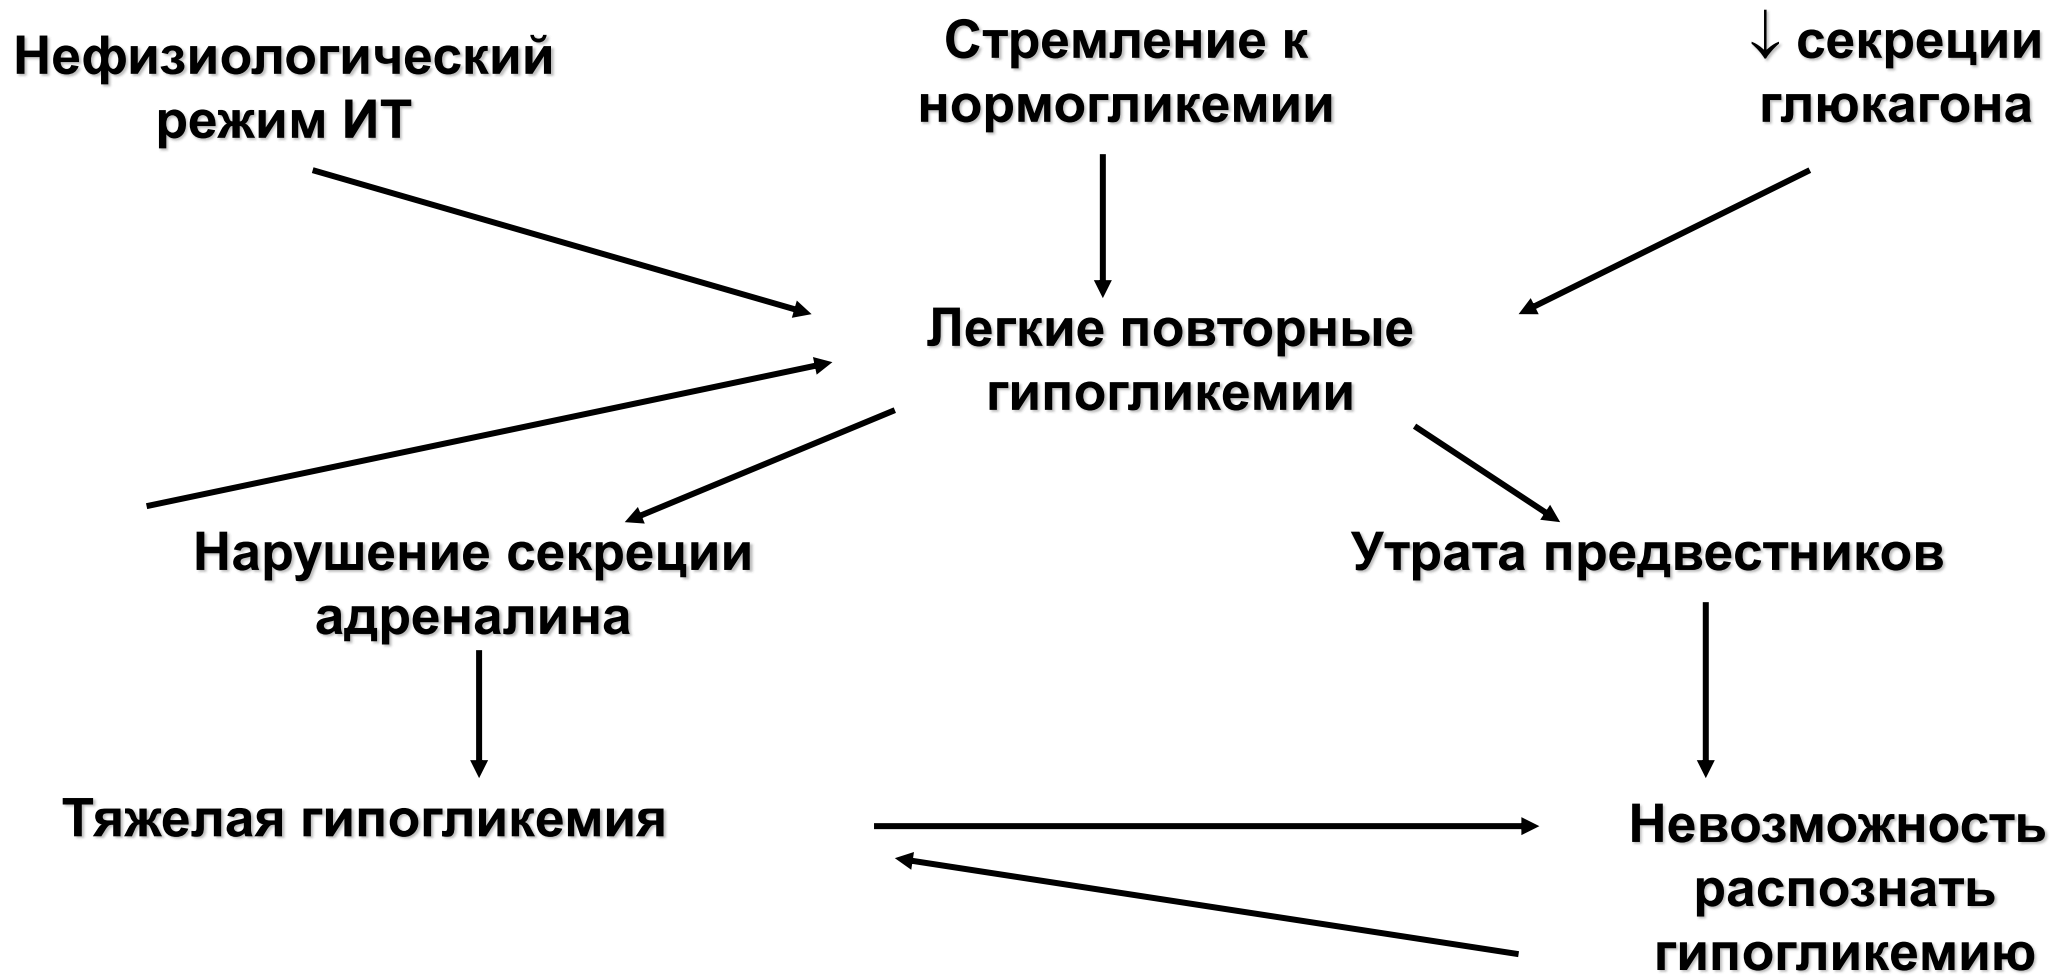 Нефизиологический
режим ИТ
Стремление к
нормогликемии
↓ секреции
глюкагона
Легкие повторные
гипогликемии
Нарушение секреции
адреналина
Утрата предвестников
Тяжелая гипогликемия
Невозможность
распознать
гипогликемию